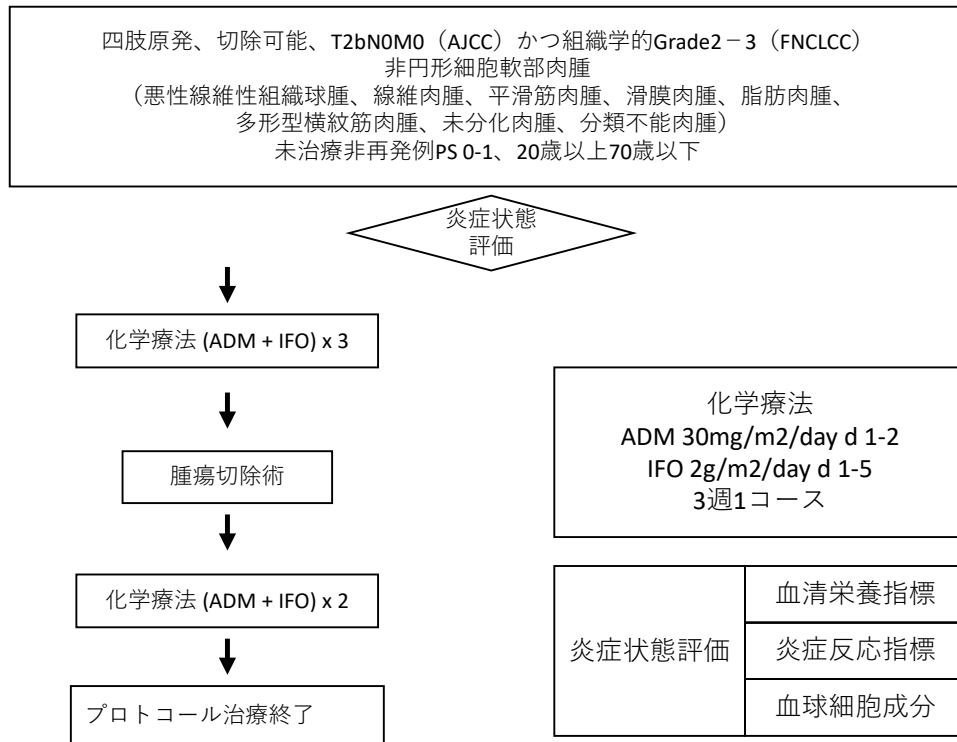 四肢原発、切除可能、T2bN0M0（AJCC）かつ組織学的Grade2－3（FNCLCC）
非円形細胞軟部肉腫
（悪性線維性組織球腫、線維肉腫、平滑筋肉腫、滑膜肉腫、脂肪肉腫、
多形型横紋筋肉腫、未分化肉腫、分類不能肉腫）
未治療非再発例PS 0-1、20歳以上70歳以下
炎症状態
評価
化学療法 (ADM + IFO) x 3
腫瘍切除術
化学療法 (ADM + IFO) x 2
プロトコール治療終了
化学療法
ADM 30mg/m2/day d 1-2
IFO 2g/m2/day d 1-5
3週1コース
炎症状態評価
血清栄養指標
炎症反応指標
血球細胞成分